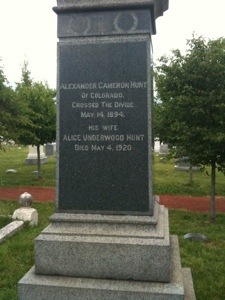 ALEXANDER CAMERON HUNT
OF COLORADO.
CROSSED THE DIVIDE
MAY 14, 1894.
HIS WIFE
ALICE UNDERWOOD HUNT
DIED MAY 4, 1920